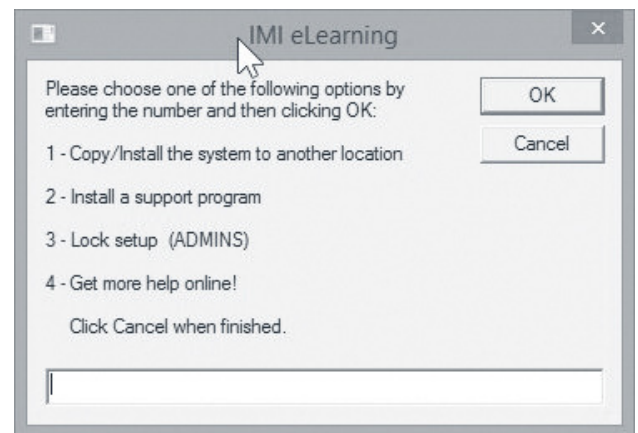 IMI eLearning
Please choose one of the following options by
entering the number and then clicking OK:
OK
Cancel
1 - Copy/Install the system to another location
2 - Install a support program
3 - Lock setup (ADMINS)
4 - Get more help online!
Click Cancel when finished.